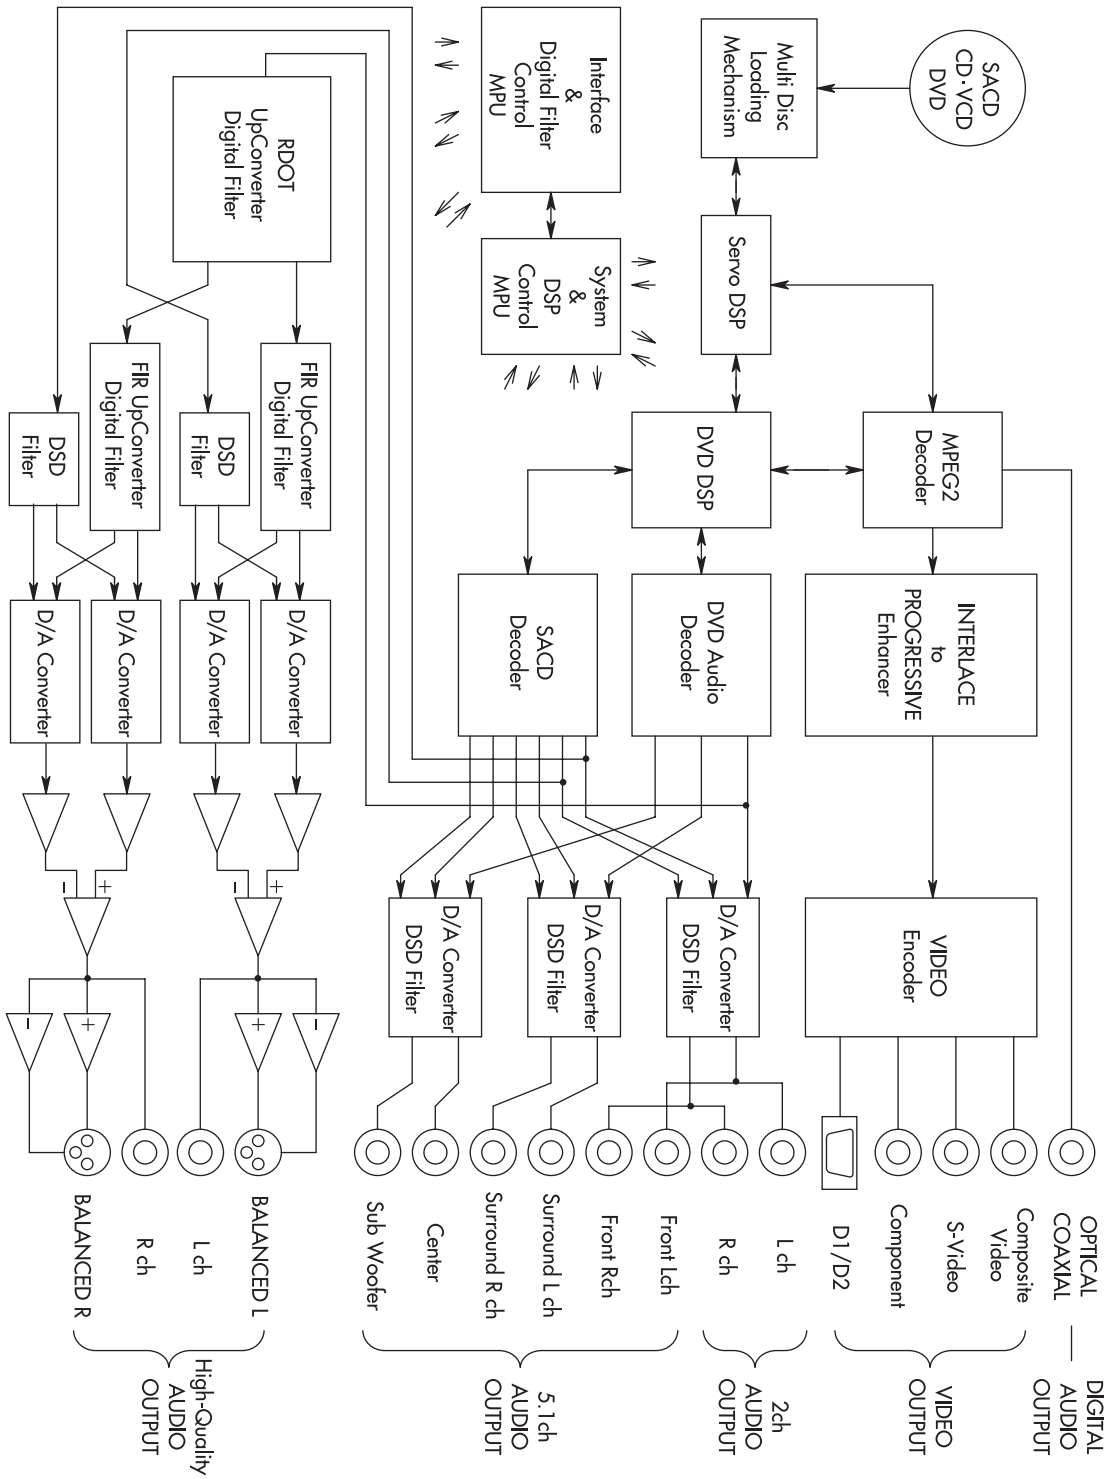 SACD
CD·VCD
DVD
Multi Disc
Loading
Mechanism
Servo DSP
MPEG2
Decoder
INTERLACE
to
PROGRESSIVE
Enhancer
VIDEO
Encoder
OPTICAL
COAXIAL
DIGITAL
AUDIO
OUTPUT
Composite
Video
S-Video
Component
D1/D2
VIDEO
OUTPUT
Interface
&
Digital Filter
Control
MPU
System
&
DSP
Control
MPU
DVD DSP
DVD Audio
Decoder
SACD
Decoder
D/A Converter
DSD Filter
D/A Converter
DSD Filter
D/A Converter
DSD Filter
L ch
R ch
2ch
AUDIO
OUTPUT
Front Lch
Front Rch
Surround L ch
Surround R ch
Center
Sub Woofer
5.1ch
AUDIO
OUTPUT
RDOT
UpConverter
Digital Filter
FIR UpConverter
Digital Filter
DSD
Filter
FIR UpConverter
Digital Filter
DSD
Filter
D/A Converter
D/A Converter
D/A Converter
D/A Converter
+
−
+
−
−
+
+
−
BALANCED L
L ch
R ch
BALANCED R
High-Quality
AUDIO
OUTPUT